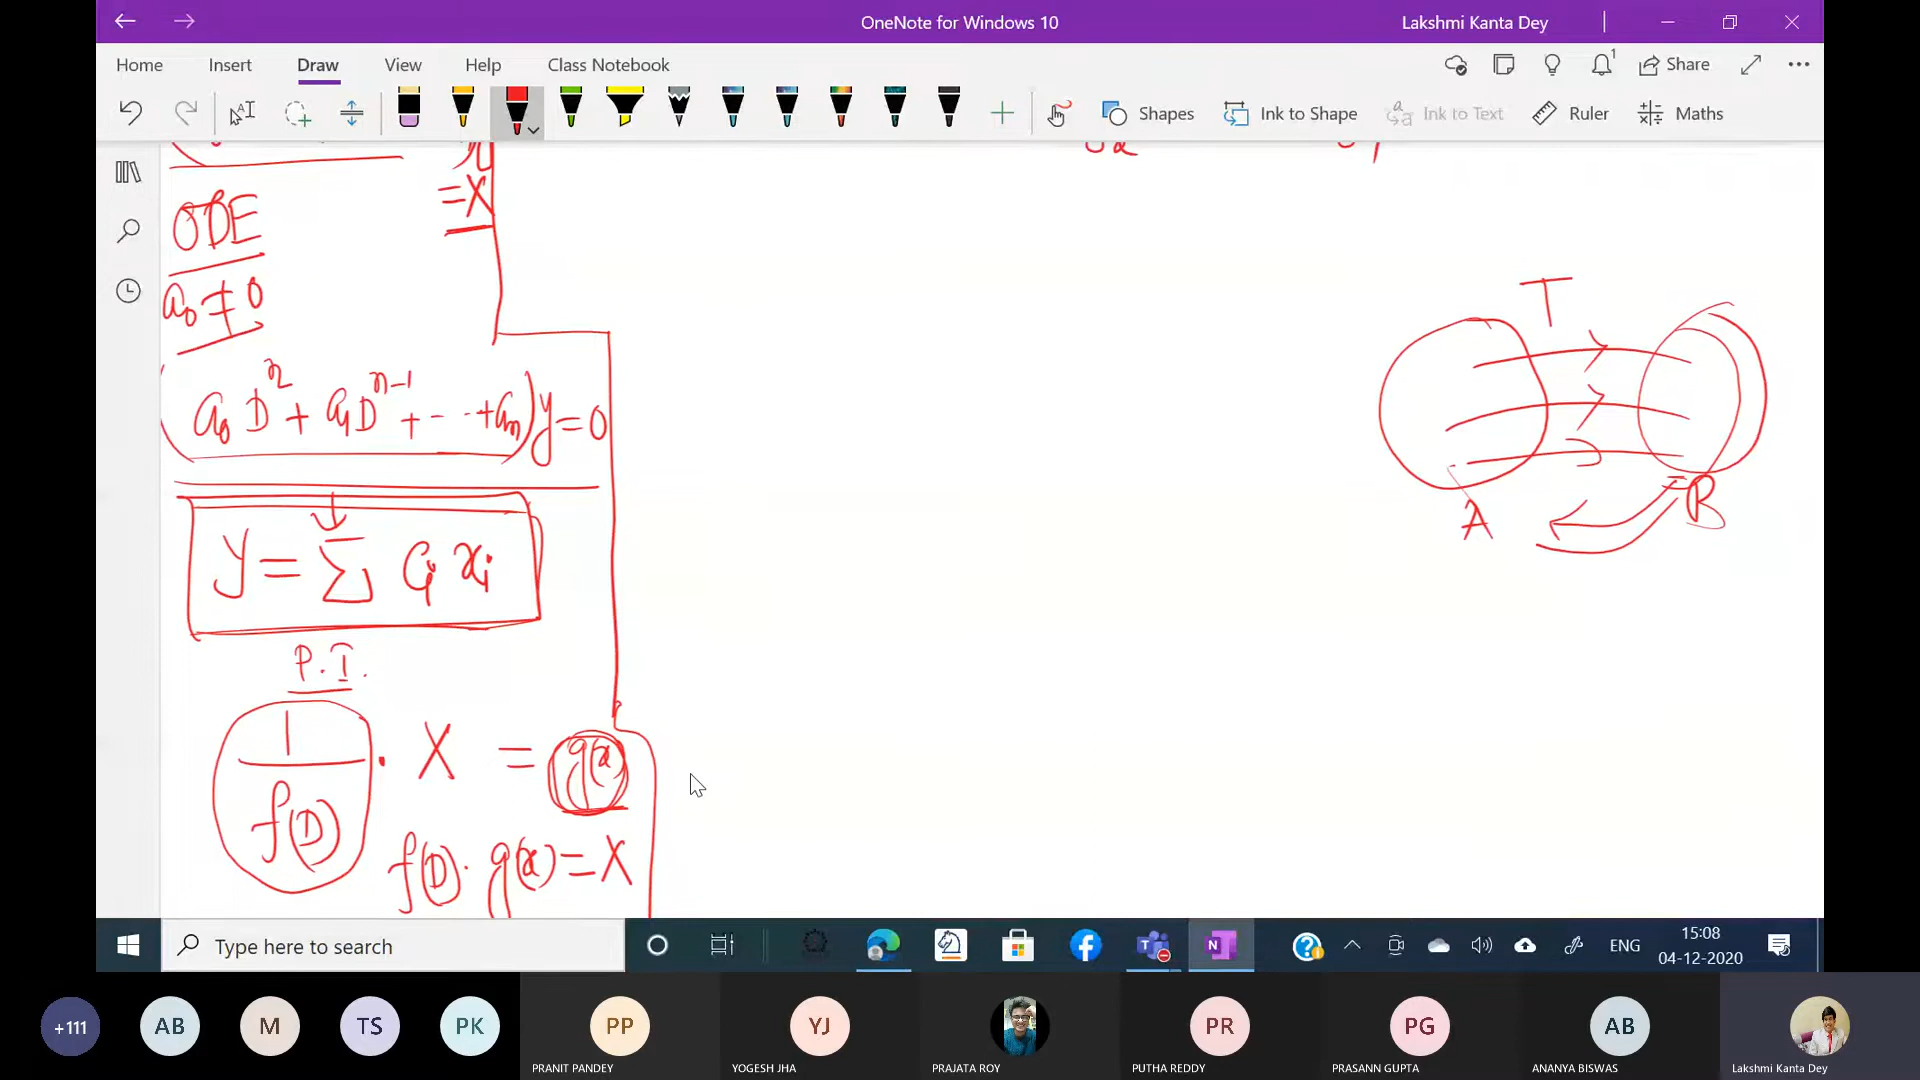 OneNote for Windows 10
Lakshmi Kanta Dey
Home Insert Draw View Help Class Notebook
1
Share
Shapes
Ink to Shape
Ink to Text
Ruler
Maths
=X
ODE
a₀ ≠ 0
(a₀Dⁿ + a₁Dⁿ⁻¹ + - ·· + aₙ)y = 0
y = Σ Cᵢ xᵢ
P.I.
1/f(D) · X = g(x)
f(D) · g(x) = X
T
A
B
Type here to search
ENG
15:08
04-12-2020
+111
AB
M
TS
PK
PP
PRANIT PANDEY
YJ
YOGESH JHA
PRAJATA ROY
PR
PUTHA REDDY
PG
PRASANN GUPTA
AB
ANANYA BISWAS
Lakshmi Kanta Dey